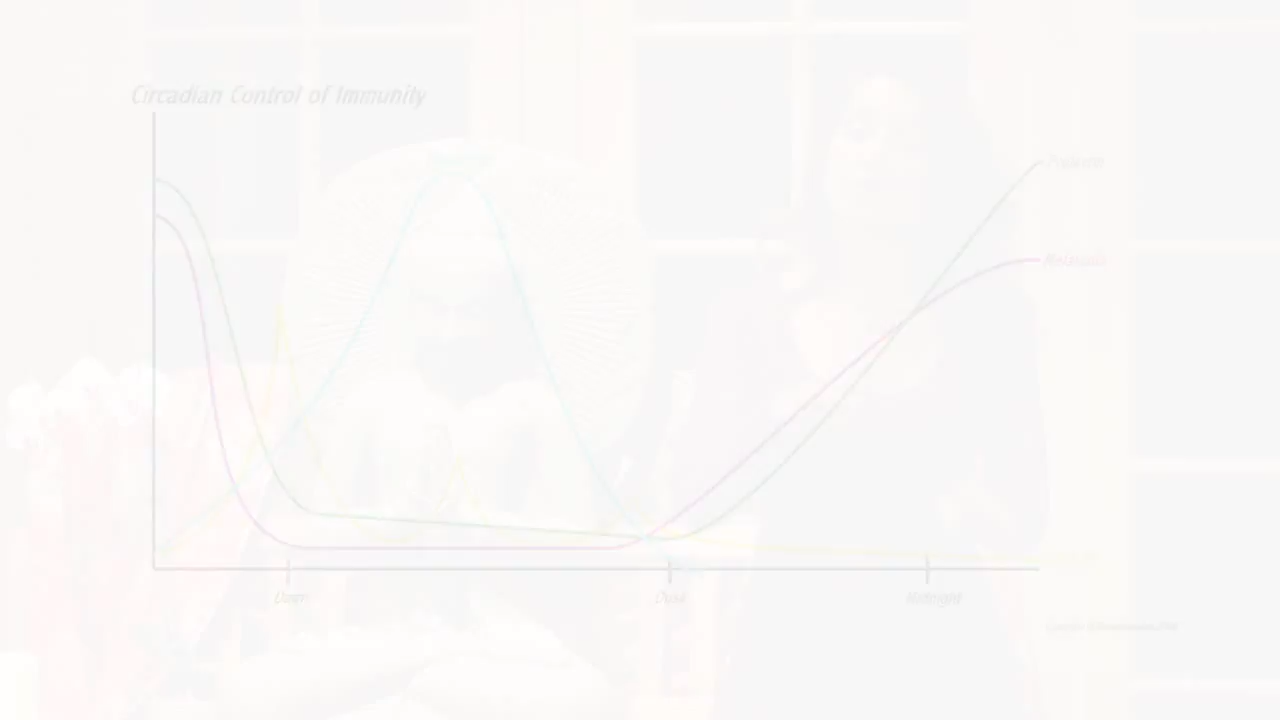 Circadian Control of Immunity
Prolactin
Melatonin
Dawn
Dusk
Midnight